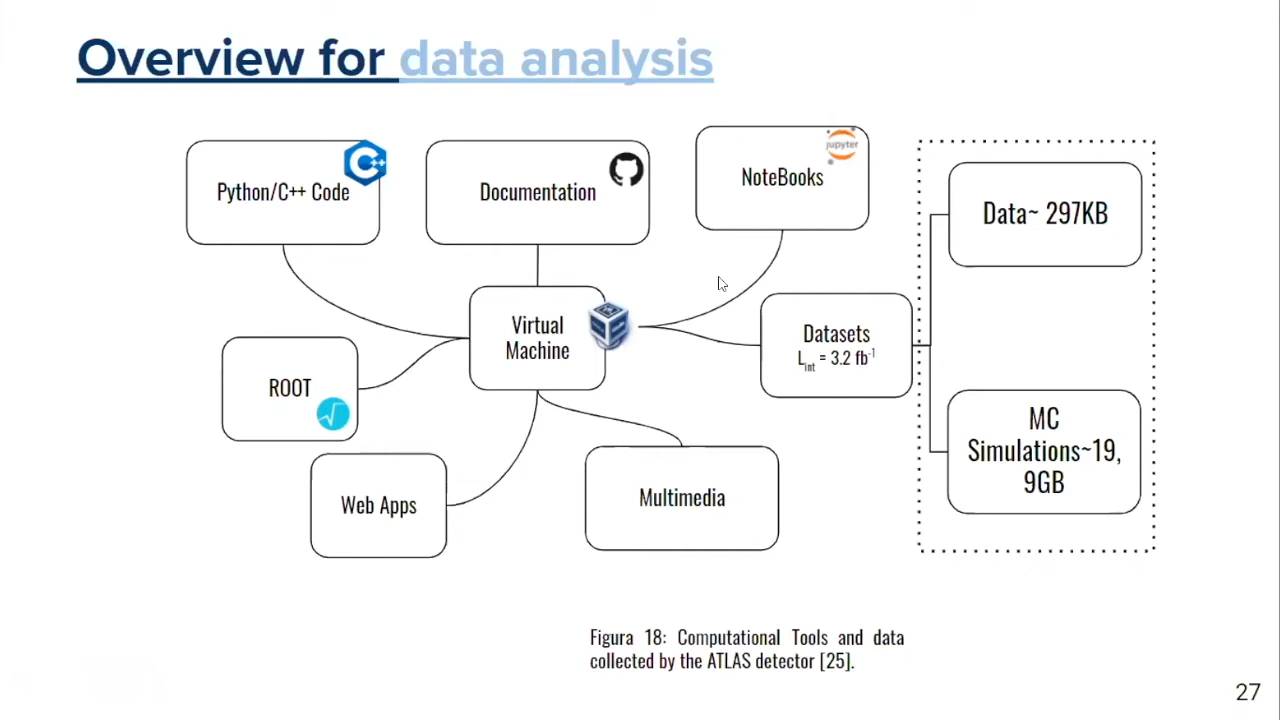 Overview for data analysis
Python/C++ Code
C++
Documentation
NoteBooks
jupyter
Data~ 297KB
Virtual
Machine
Datasets
L_int = 3.2 fb^-1
ROOT
MC
Simulations~19,
9GB
Web Apps
Multimedia
Figura 18: Computational Tools and data
collected by the ATLAS detector [25].
27